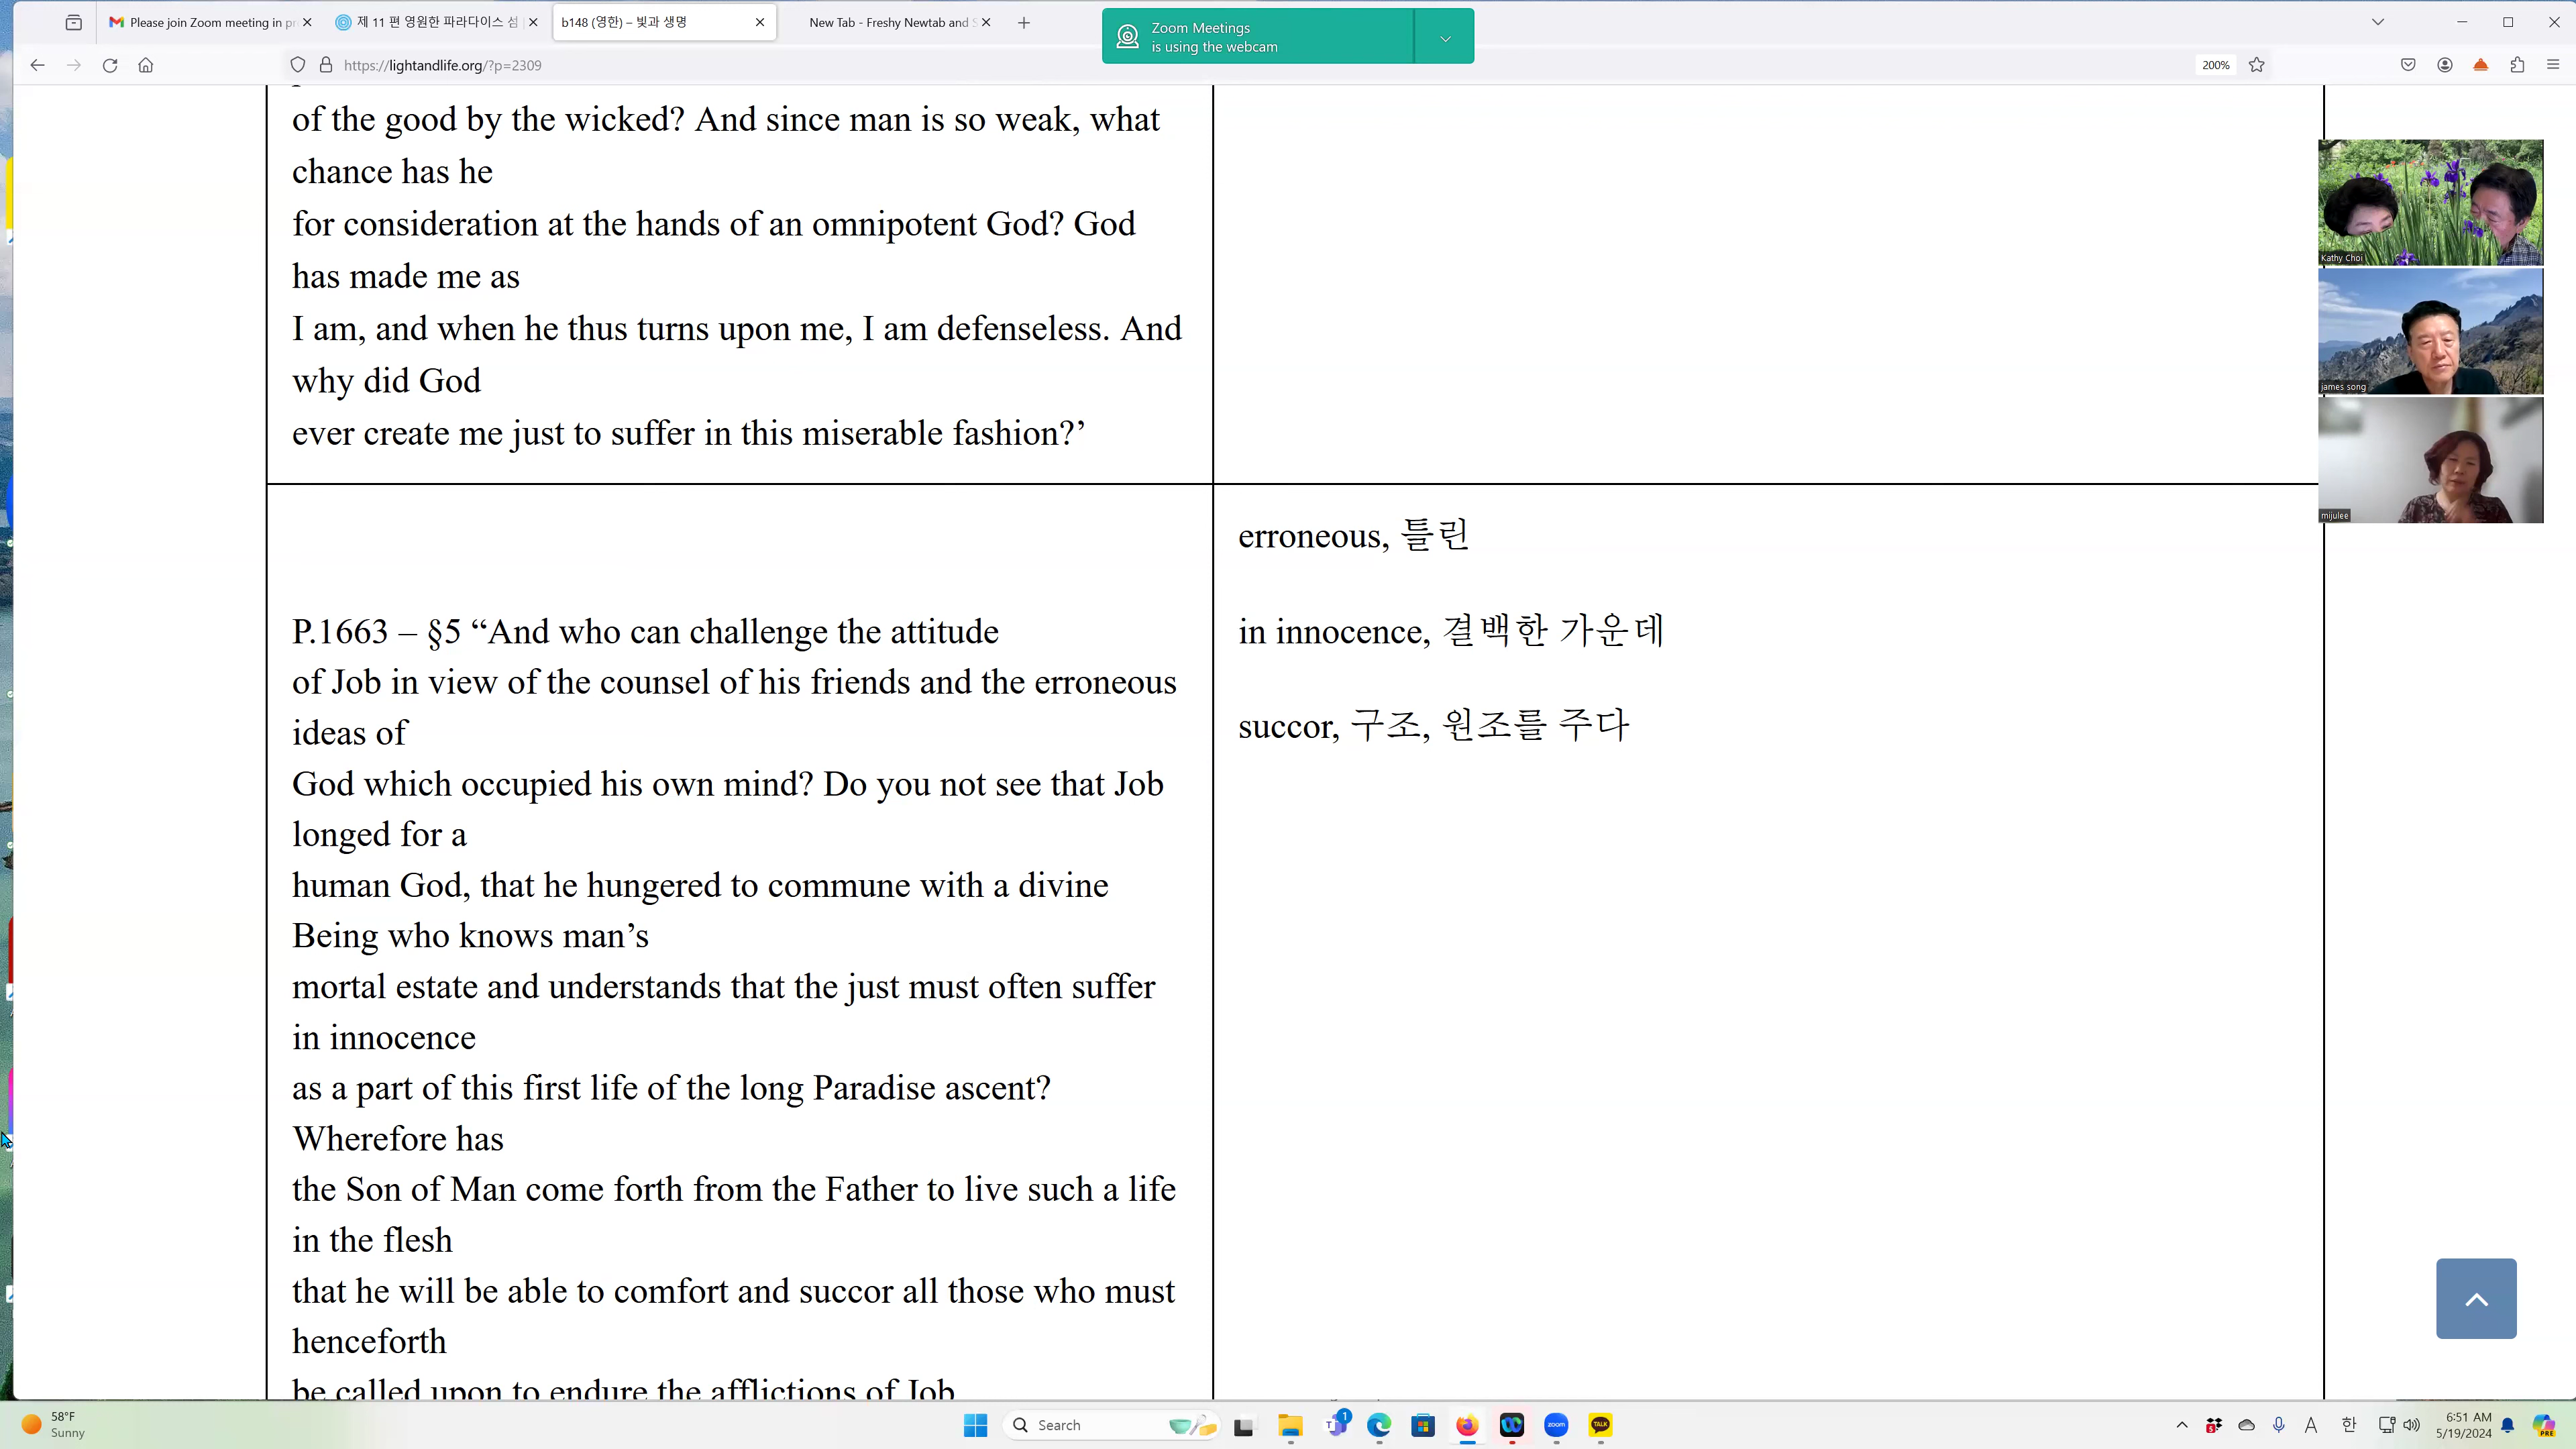 Please join Zoom meeting in pr
제 11 편 영원한 파라다이스 섬
b148 (영한) – 빛과 생명
New Tab - Freshy Newtab and S
Zoom Meetings
is using the webcam
https://lightandlife.org/?p=2309
200%
of the good by the wicked? And since man is so weak, what
chance has he
for consideration at the hands of an omnipotent God? God
has made me as
I am, and when he thus turns upon me, I am defenseless. And
why did God
ever create me just to suffer in this miserable fashion?’
Kathy Choi
james song
mijulee
erroneous, 틀린
in innocence, 결백한 가운데
succor, 구조, 원조를 주다
P.1663 – §5 “And who can challenge the attitude
of Job in view of the counsel of his friends and the erroneous
ideas of
God which occupied his own mind? Do you not see that Job
longed for a
human God, that he hungered to commune with a divine
Being who knows man’s
mortal estate and understands that the just must often suffer
in innocence
as a part of this first life of the long Paradise ascent?
Wherefore has
the Son of Man come forth from the Father to live such a life
in the flesh
that he will be able to comfort and succor all those who must
henceforth
be called upon to endure the afflictions of Job.
58°F
Sunny
Search
1
zoom
TALK
A
한
6:51 AM
5/19/2024
PRE